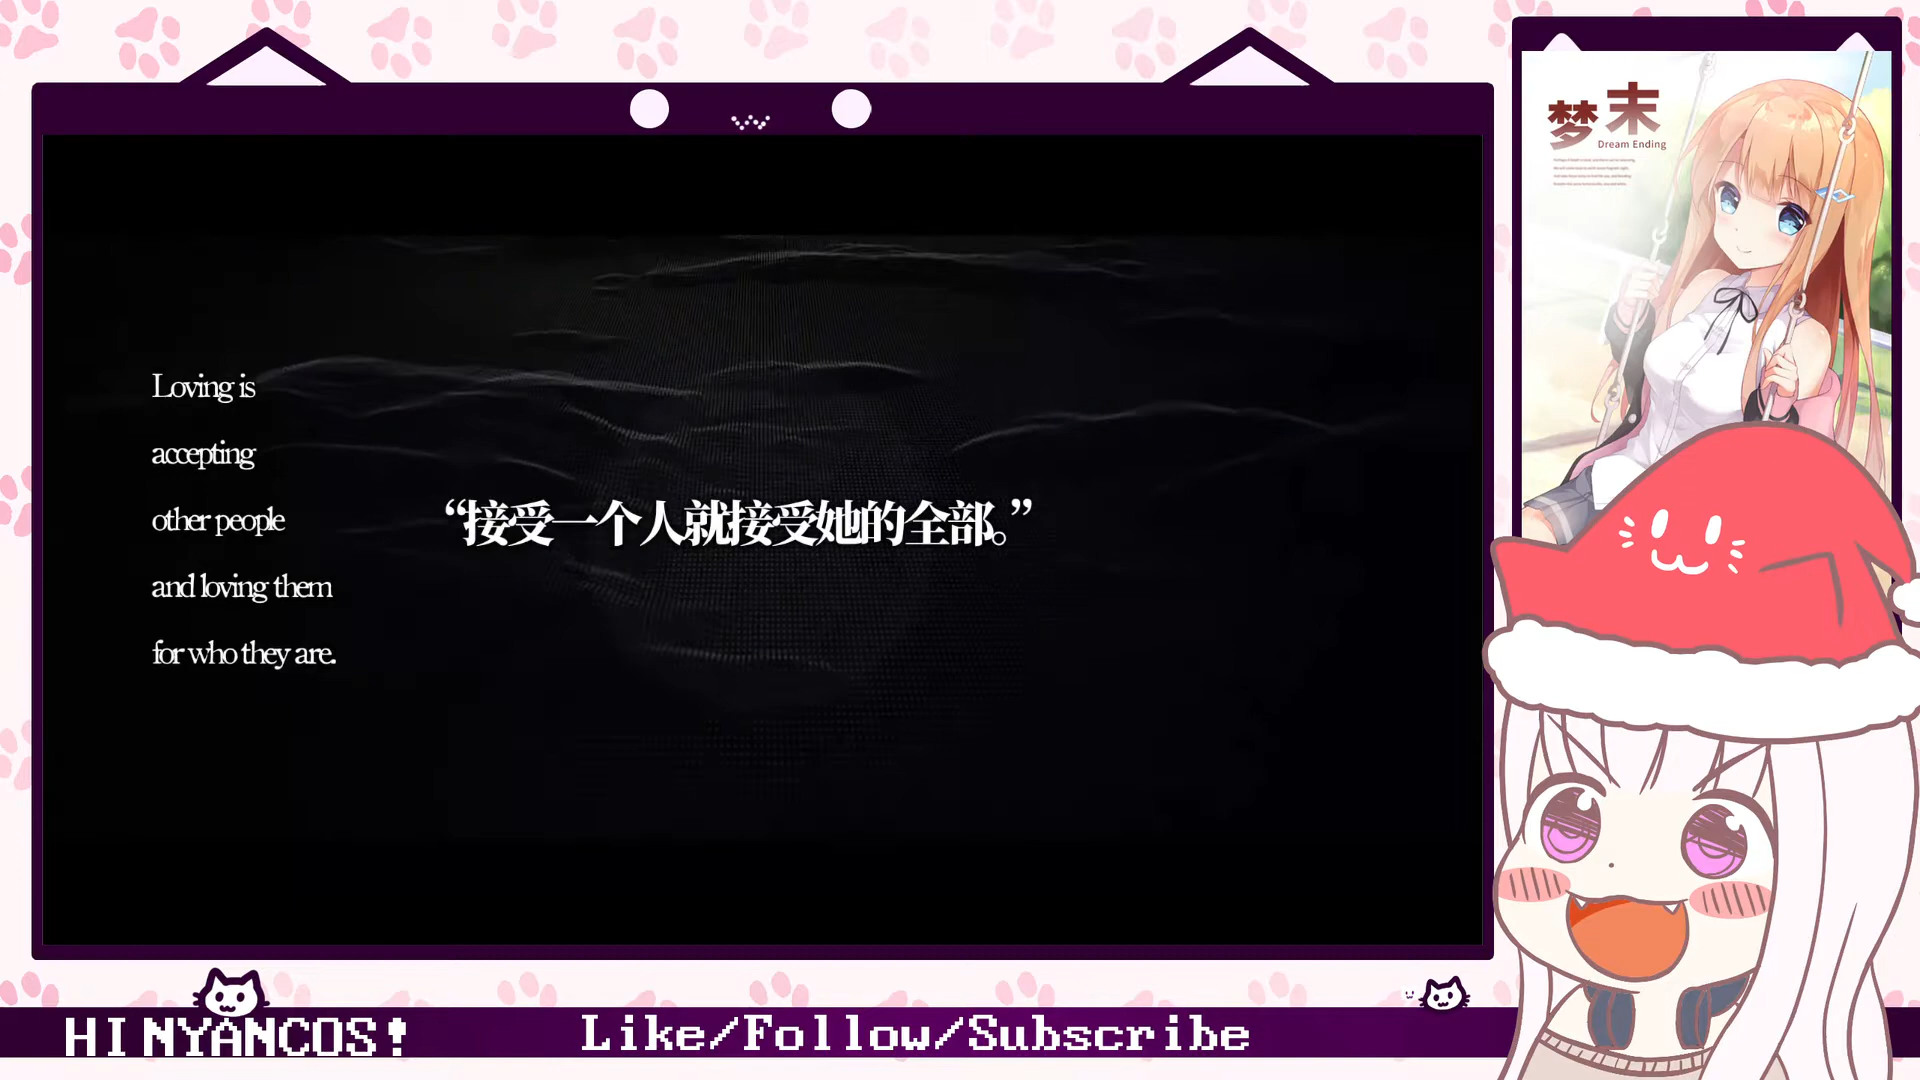 梦末
Dream Ending
Loving is
accepting
other people
and loving them
for who they are.
“接受一个人就接受她的全部。”
HI NYANCOS!
Like/Follow/Subscribe